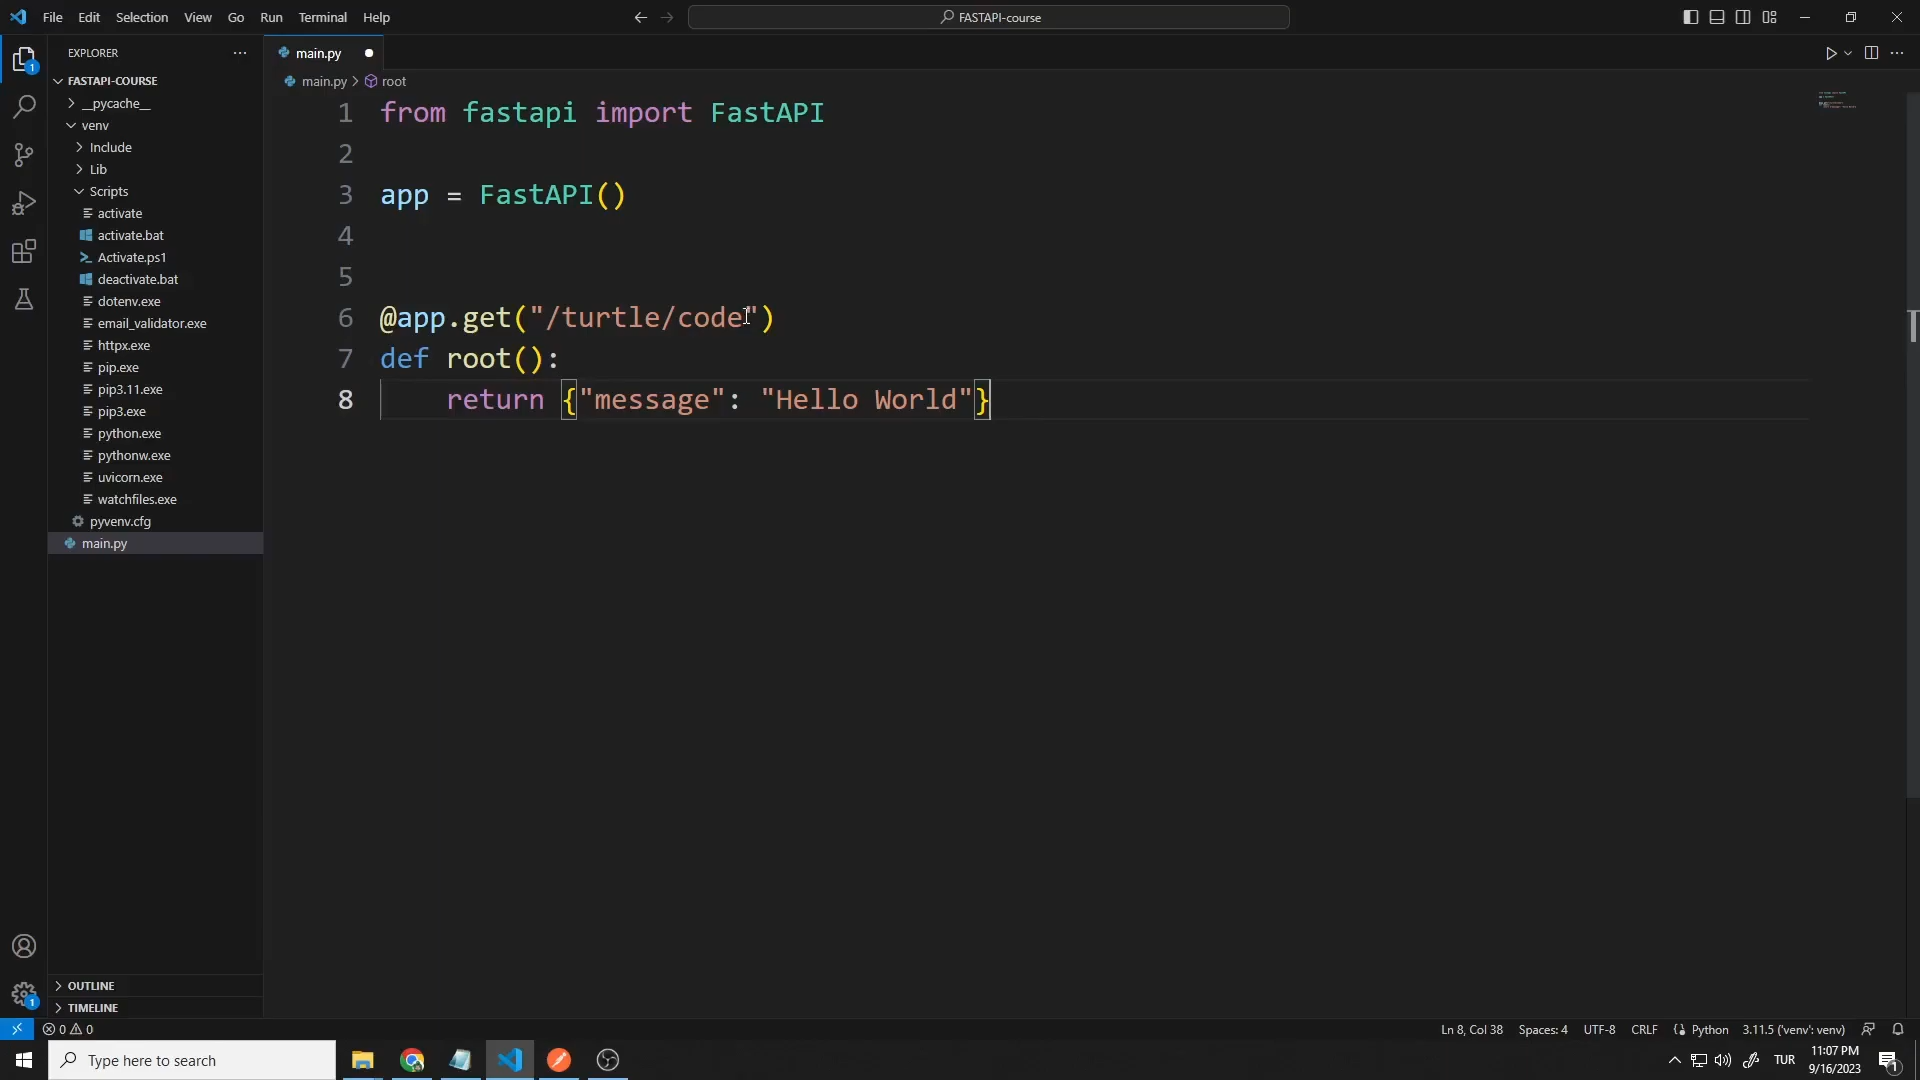 File Edit Selection View Go Run Terminal Help
FASTAPI-course
EXPLORER
main.py
FASTAPI-COURSE
main.py > root
__pycache__
venv
Include
Lib
Scripts
activate
activate.bat
Activate.ps1
deactivate.bat
dotenv.exe
email_validator.exe
httpx.exe
pip.exe
pip3.11.exe
pip3.exe
python.exe
pythonw.exe
uvicorn.exe
watchfiles.exe
pyvenv.cfg
main.py
1 from fastapi import FastAPI
2
3 app = FastAPI()
4
5
6 @app.get("/turtle/code")
7 def root():
8 return {"message": "Hello World"}
OUTLINE
TIMELINE
1
1
0 0
Ln 8, Col 38 Spaces: 4 UTF-8 CRLF Python 3.11.5 ('venv': venv)
Type here to search
TUR
11:07 PM
9/16/2023
1